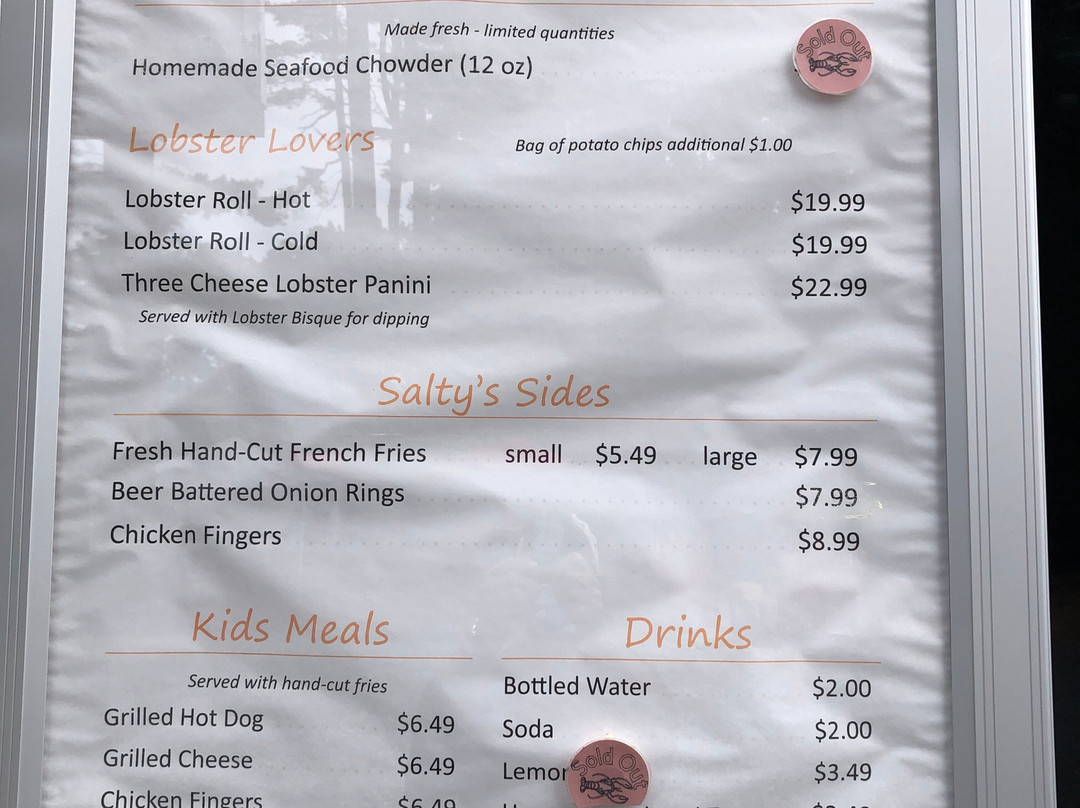 Made fresh - limited quantities
Homemade Seafood Chowder (12 oz) Sold Out
Lobster Lovers Bag of potato chips additional $1.00
Lobster Roll - Hot $19.99
Lobster Roll - Cold $19.99
Three Cheese Lobster Panini $22.99
Served with Lobster Bisque for dipping
Salty's Sides
Fresh Hand-Cut French Fries small $5.49 large $7.99
Beer Battered Onion Rings $7.99
Chicken Fingers $8.99
Kids Meals
Served with hand-cut fries
Grilled Hot Dog $6.49
Grilled Cheese $6.49
Chicken Fingers $6.49
Drinks
Bottled Water $2.00
Soda $2.00
Sold Out
$3.49